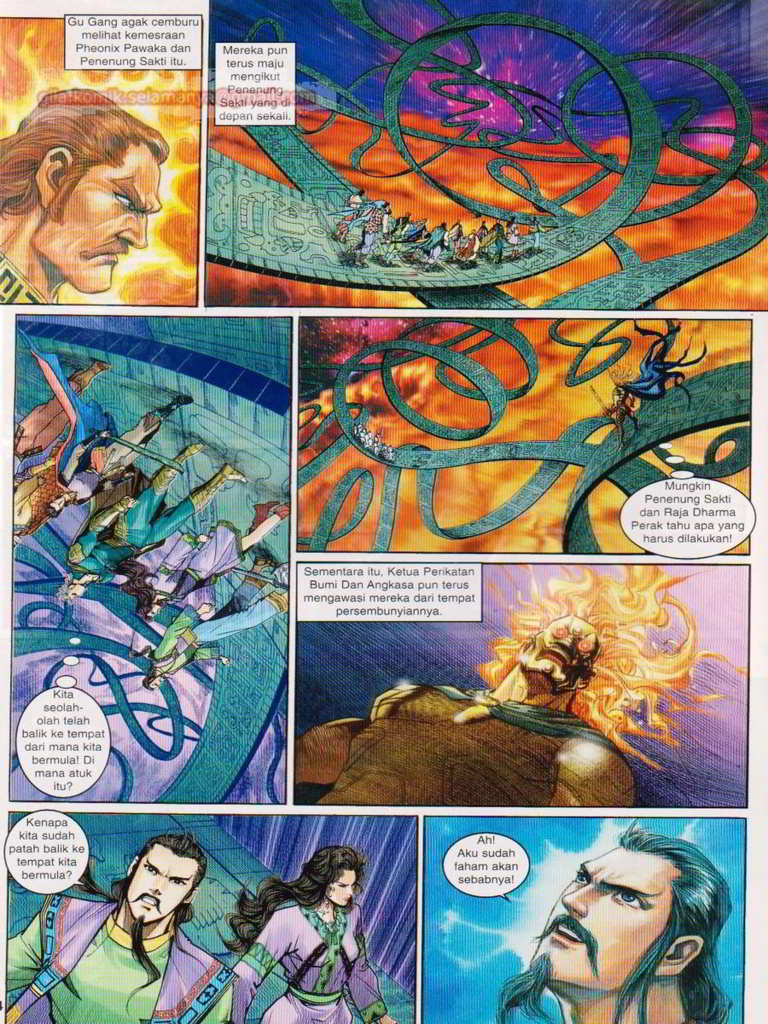 Gu Gang agak cemburu
melihat kemesraan
Pheonix Pawaka dan
Penenung Sakti itu.
Mereka pun
terus maju
mengikut
Penenung
Sakti yang di
depan sekali.
Mungkin
Penenung Sakti
dan Raja Dharma
Perak tahu apa yang
harus dilakukan!
Kita
seolah-
olah telah
balik ke tempat
dari mana kita
bermula! Di
mana atuk
itu?
Sementara itu, Ketua Perikatan
Bumi Dan Angkasa pun terus
mengawasi mereka dari tempat
persembunyiannya.
Kenapa
kita sudah
patah balik ke
tempat kita
bermula?
Ah!
Aku sudah
faham akan
sebabnya!